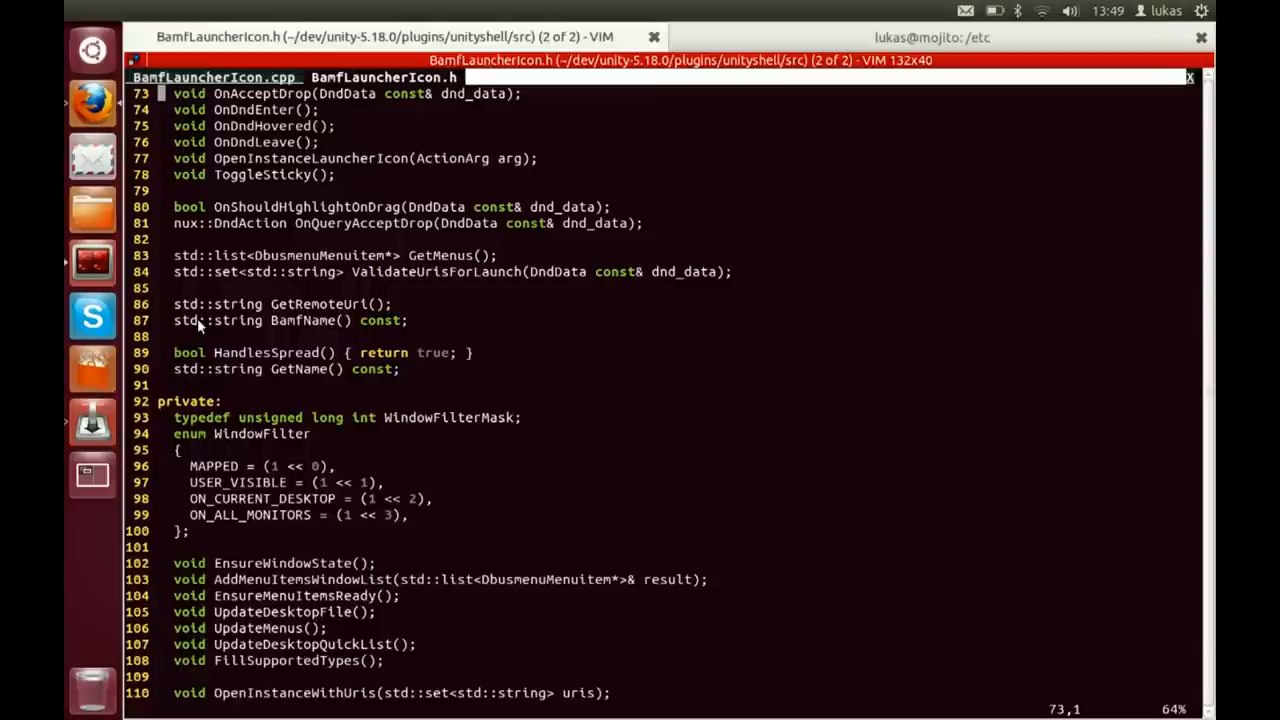 13:49 lukas
BamfLauncherIcon.h (~/dev/unity-5.18.0/plugins/unityshell/src) (2 of 2) - VIM
lukas@mojito: /etc
BamfLauncherIcon.h (~/dev/unity-5.18.0/plugins/unityshell/src) (2 of 2) - VIM 132x40
BamfLauncherIcon.cpp BamfLauncherIcon.h X
73 void OnAcceptDrop(DndData const& dnd_data);
74 void OnDndEnter();
75 void OnDndHovered();
76 void OnDndLeave();
77 void OpenInstanceLauncherIcon(ActionArg arg);
78 void ToggleSticky();
79
80 bool OnShouldHighlightOnDrag(DndData const& dnd_data);
81 nux::DndAction OnQueryAcceptDrop(DndData const& dnd_data);
82
83 std::list<DbusmenuMenuitem*> GetMenus();
84 std::set<std::string> ValidateUrisForLaunch(DndData const& dnd_data);
85
86 std::string GetRemoteUri();
87 std::string BamfName() const;
88
89 bool HandlesSpread() { return true; }
90 std::string GetName() const;
91
92 private:
93 typedef unsigned long int WindowFilterMask;
94 enum WindowFilter
95 {
96 MAPPED = (1 << 0),
97 USER_VISIBLE = (1 << 1),
98 ON_CURRENT_DESKTOP = (1 << 2),
99 ON_ALL_MONITORS = (1 << 3),
100 };
101
102 void EnsureWindowState();
103 void AddMenuItemsWindowList(std::list<DbusmenuMenuitem*>& result);
104 void EnsureMenuItemsReady();
105 void UpdateDesktopFile();
106 void UpdateMenus();
107 void UpdateDesktopQuickList();
108 void FillSupportedTypes();
109
110 void OpenInstanceWithUris(std::set<std::string> uris);
73,1 64%
S